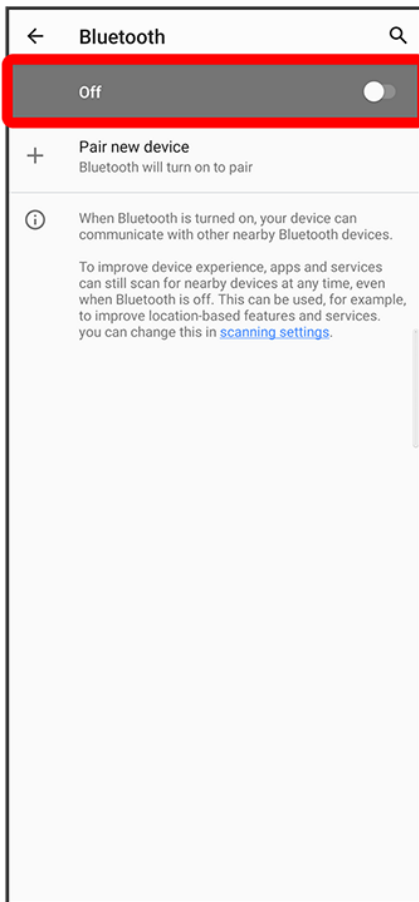 Bluetooth
Off
Pair new device
Bluetooth will turn on to pair
When Bluetooth is turned on, your device can
communicate with other nearby Bluetooth devices.
To improve device experience, apps and services
can still scan for nearby devices at any time, even
when Bluetooth is off. This can be used, for example,
to improve location-based features and services.
you can change this in scanning settings.